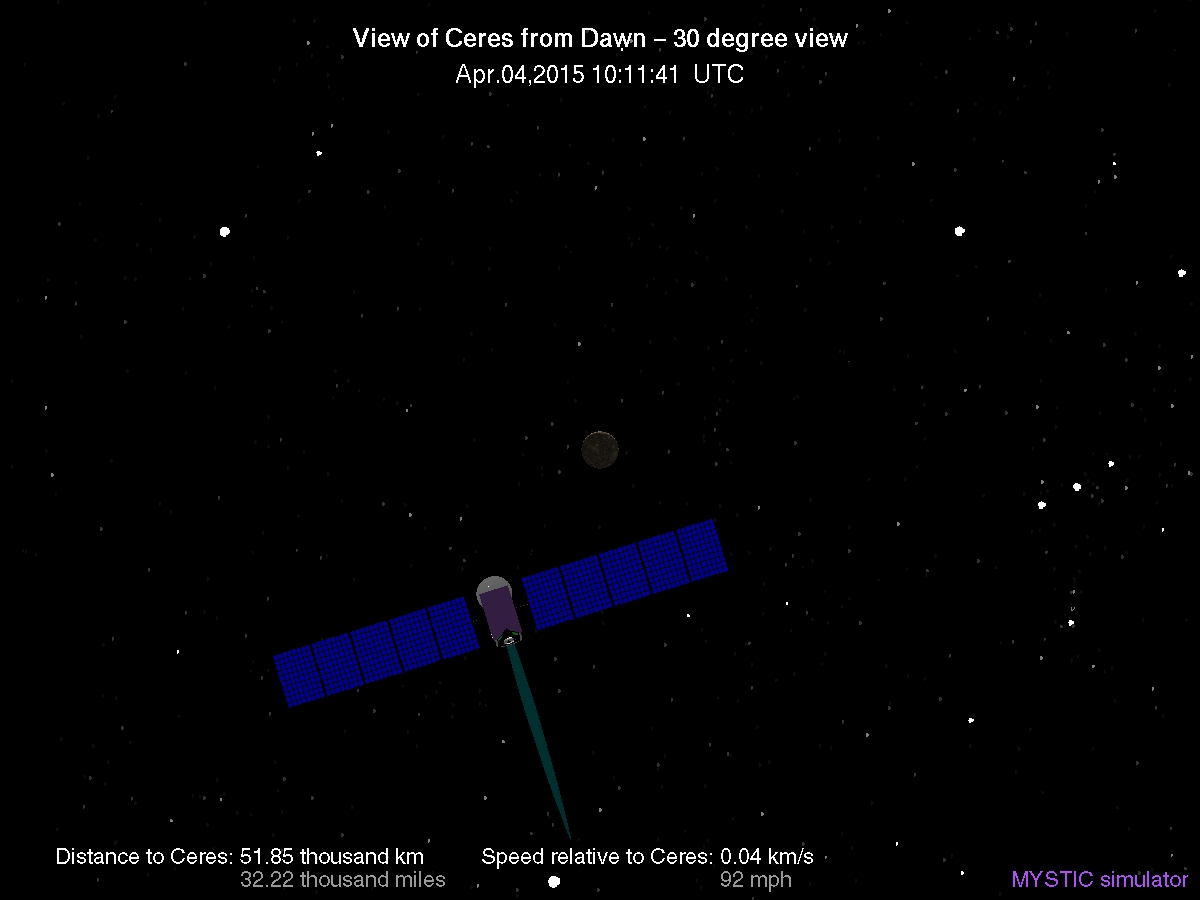 View of Ceres from Dawn – 30 degree view
Apr.04,2015 10:11:41 UTC
Distance to Ceres: 51.85 thousand km
32.22 thousand miles
Speed relative to Ceres: 0.04 km/s
92 mph
MYSTIC simulator